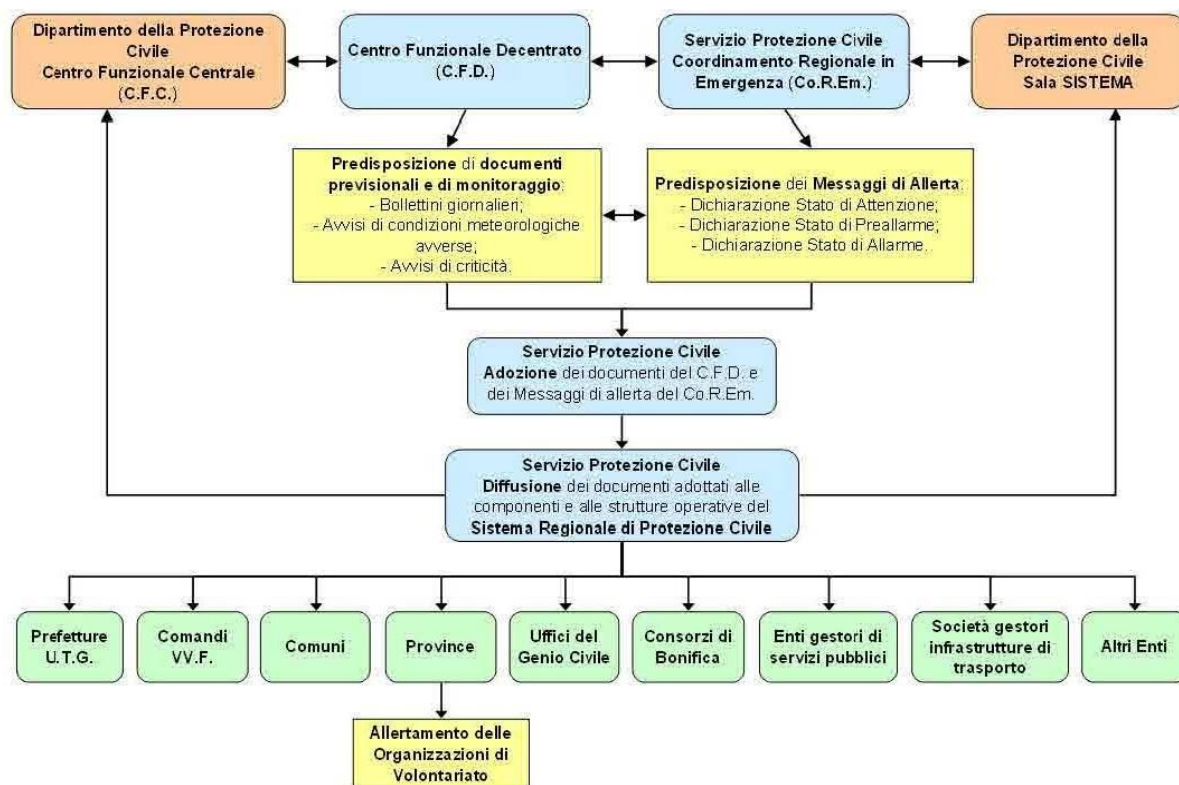 Dipartimento della Protezione
Civile
Centro Funzionale Centrale
(C.F.C.)
Centro Funzionale Decentrato
(C.F.D.)
Servizio Protezione Civile
Coordinamento Regionale in
Emergenza (Co.R.Em.)
Dipartimento della
Protezione Civile
Sala SISTEMA
Predisposizione di documenti
previsionali e di monitoraggio:
- Bollettini giornalieri;
- Avvisi di condizioni meteorologiche
avverse;
- Avvisi di criticità.
Predisposizione dei Messaggi di Allerta:
- Dichiarazione Stato di Attenzione;
- Dichiarazione Stato di Preallarme;
- Dichiarazione Stato di Allarme.
Servizio Protezione Civile
Adozione dei documenti del C.F.D. e
dei Messaggi di allerta del Co.R.Em.
Servizio Protezione Civile
Diffusione dei documenti adottati alle
componenti e alle strutture operative del
Sistema Regionale di Protezione Civile
Prefetture
U.T.G.
Comandi
VV.F.
Comuni
Province
Uffici del
Genio Civile
Consorzi di
Bonifica
Enti gestori di
servizi pubblici
Società gestori
infrastrutture di
trasporto
Altri Enti
Allertamento delle
Organizzazioni di
Volontariato